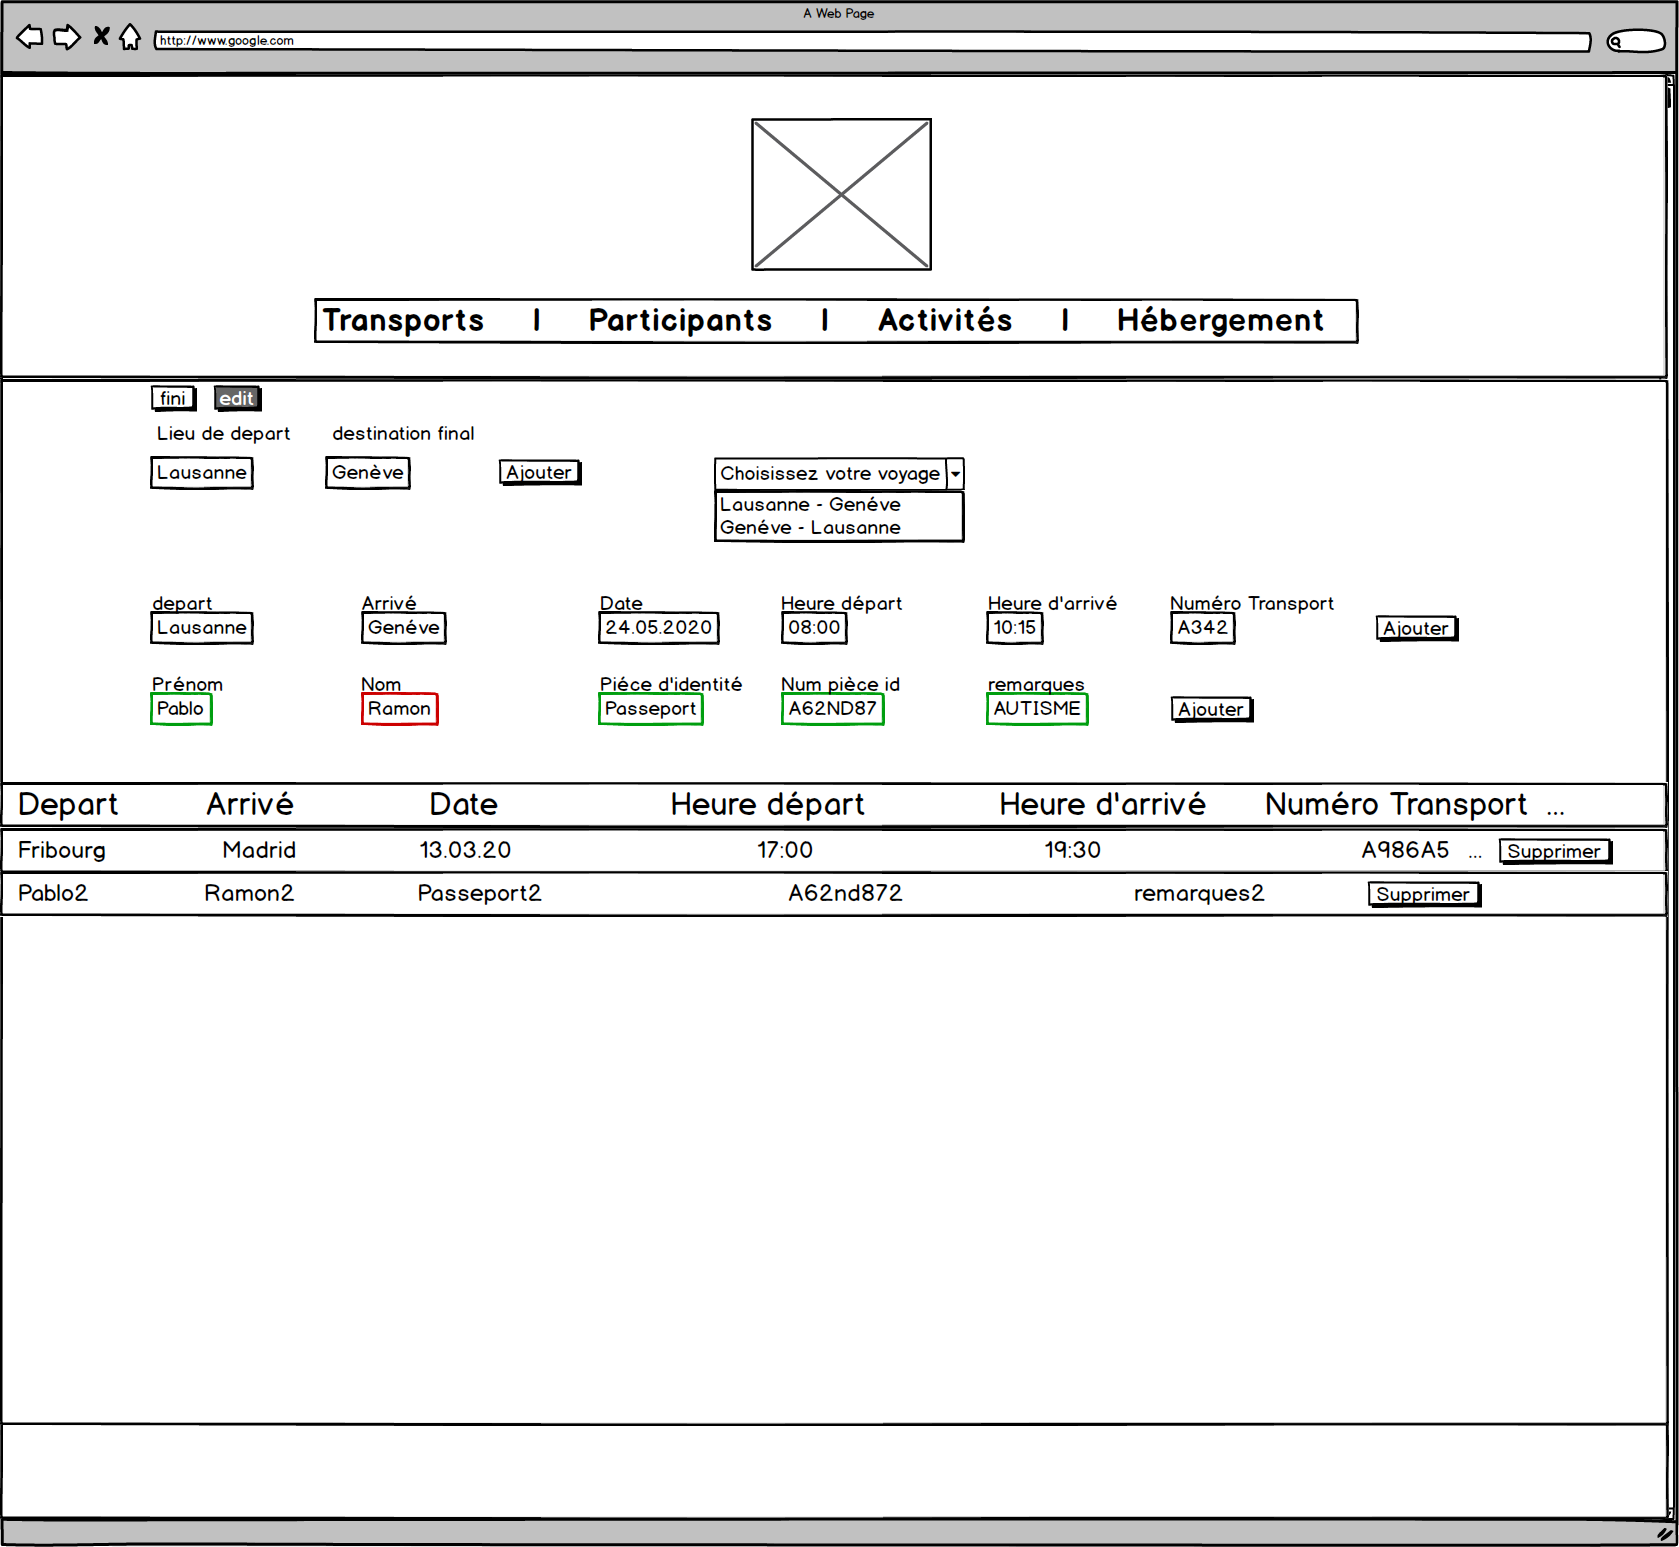 A Web Page
http://www.google.com
Transports I Participants I Activités I Hébergement
fini edit
Lieu de depart destination final
Lausanne Genève Ajouter Choisissez votre voyage
Lausanne - Genéve
Genéve - Lausanne
depart Arrivé Date Heure départ Heure d'arrivé Numéro Transport
Lausanne Genéve 24.05.2020 08:00 10:15 A342 Ajouter
Prénom Nom Piéce d'identité Num pièce id remarques
Pablo Ramon Passeport A62ND87 AUTISME Ajouter
Depart Arrivé Date Heure départ Heure d'arrivé Numéro Transport ...
Fribourg Madrid 13.03.20 17:00 19:30 A986A5 ... Supprimer
Pablo2 Ramon2 Passeport2 A62nd872 remarques2 Supprimer